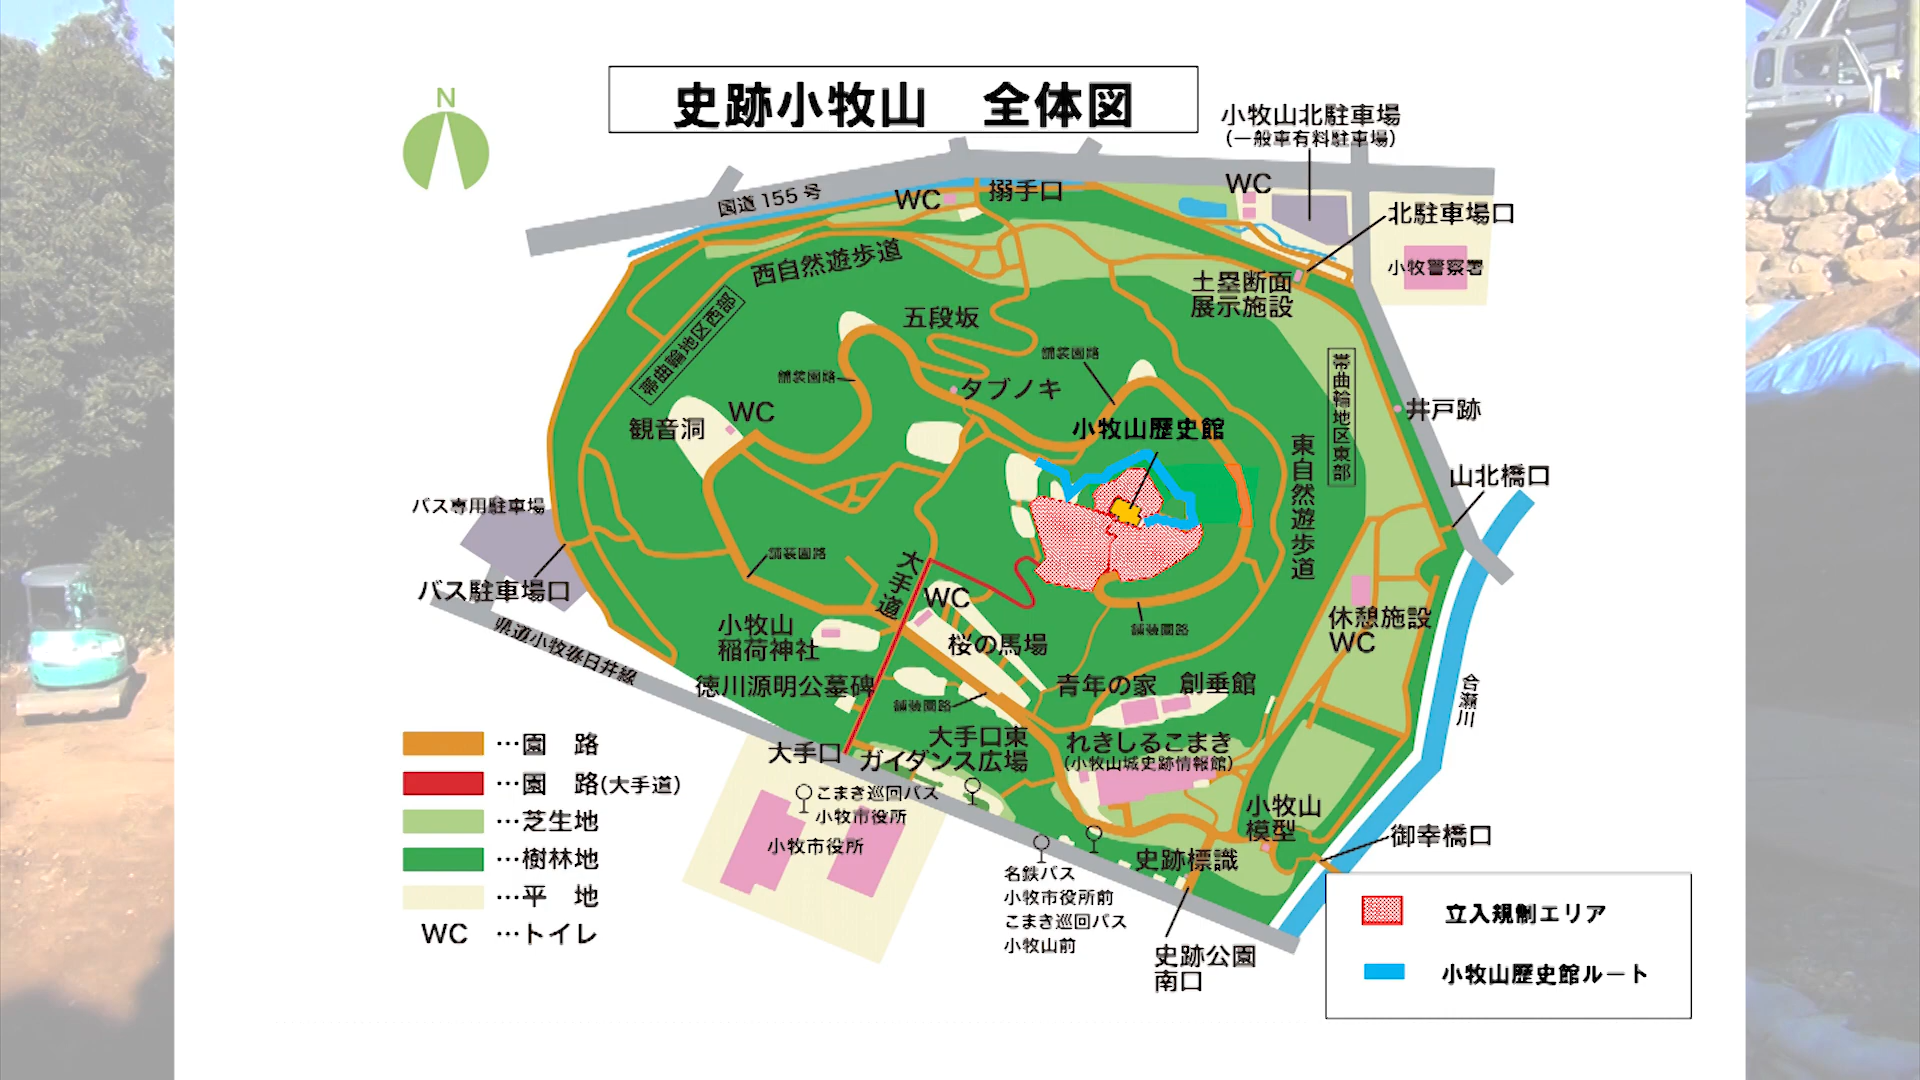 史跡小牧山　全体図
N
小牧山北駐車場
(一般車有料駐車場)
国道155号
WC
搦手口
WC
北駐車場口
小牧警察署
西自然遊歩道
土塁断面
展示施設
帯曲輪地区西部
五段坂
舗装園路
舗装園路
タブノキ
帯曲輪地区東部
井戸跡
観音洞
WC
小牧山歴史館
東自然遊歩道
山北橋口
バス専用駐車場
バス駐車場口
舗装園路
大手道
WC
県道小牧春日井線
小牧山
稲荷神社
桜の馬場
舗装園路
休憩施設
WC
徳川源明公墓碑
舗装園路
青年の家
創垂館
合瀬川
大手口
大手口東
ガイダンス広場
れきしるこまき
(小牧山城史跡情報館)
こまき巡回バス
小牧市役所
小牧市役所
小牧山
模型
御幸橋口
史跡標識
名鉄バス
小牧市役所前
こまき巡回バス
小牧山前
史跡公園
南口
…園　路
…園　路(大手道)
…芝生地
…樹林地
…平　地
WC …トイレ
立入規制エリア
小牧山歴史館ルート